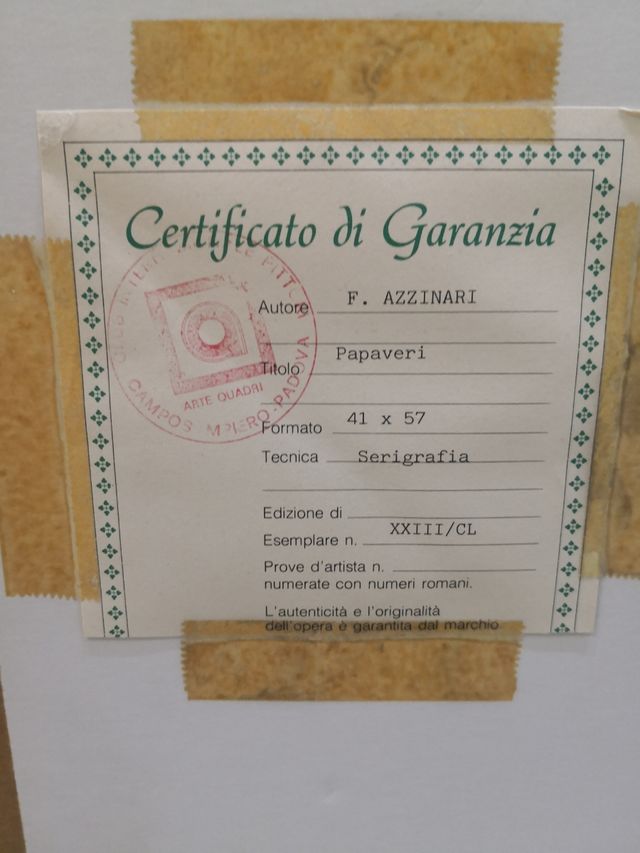 Certificato di Garanzia
Autore F. AZZINARI
Titolo Papaveri
Formato 41 x 57
Tecnica Serigrafia
Edizione di
Esemplare n. XXIII/CL
Prove d'artista n.
numerate con numeri romani.
L'autenticità e l'originalità
dell'opera è garantita dal marchio
ARTE QUADRI
PADOVA